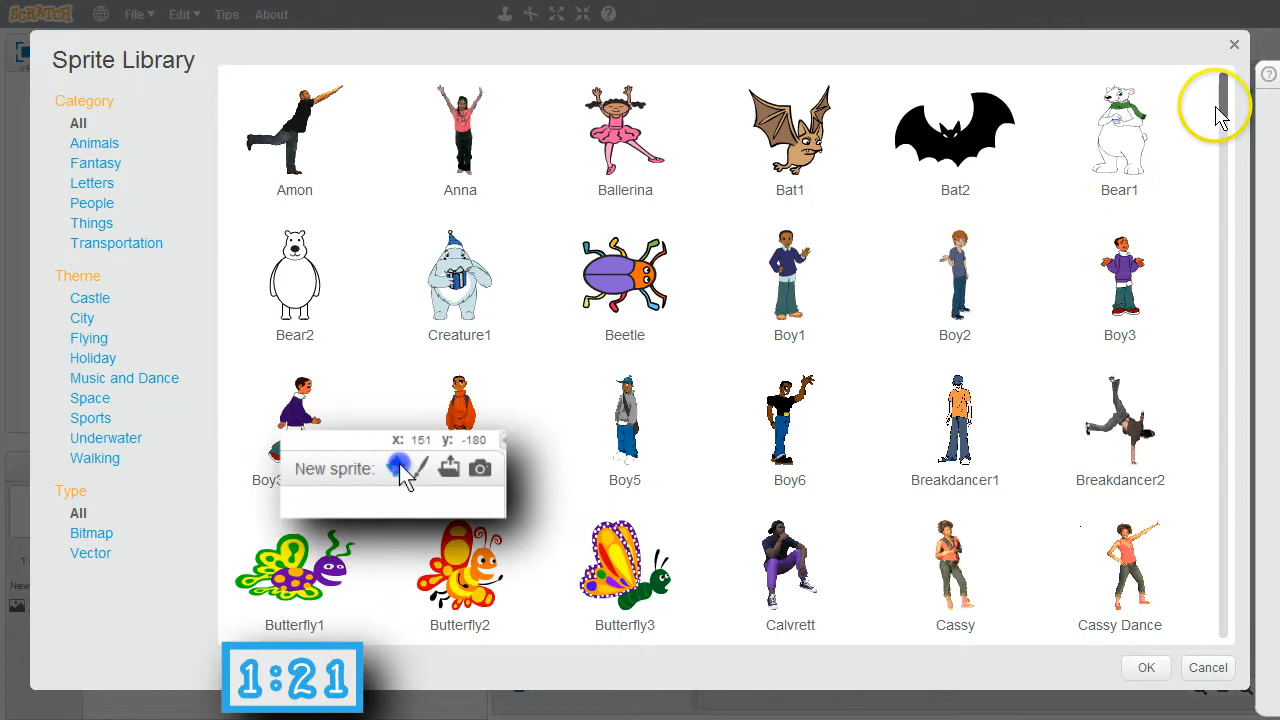 SCRATCH File Edit Tips About
Sprite Library
Category
All
Animals
Fantasy
Letters
People
Things
Transportation
Theme
Castle
City
Flying
Holiday
Music and Dance
Space
Sports
Underwater
Walking
Type
All
Bitmap
Vector
Amon Anna Ballerina Bat1 Bat2 Bear1
Bear2 Creature1 Beetle Boy1 Boy2 Boy3
Boy5 Boy6 Breakdancer1 Breakdancer2
x: 151 y: -180
New sprite:
Butterfly1 Butterfly2 Butterfly3 Calvrett Cassy Cassy Dance
1:21
OK Cancel
New